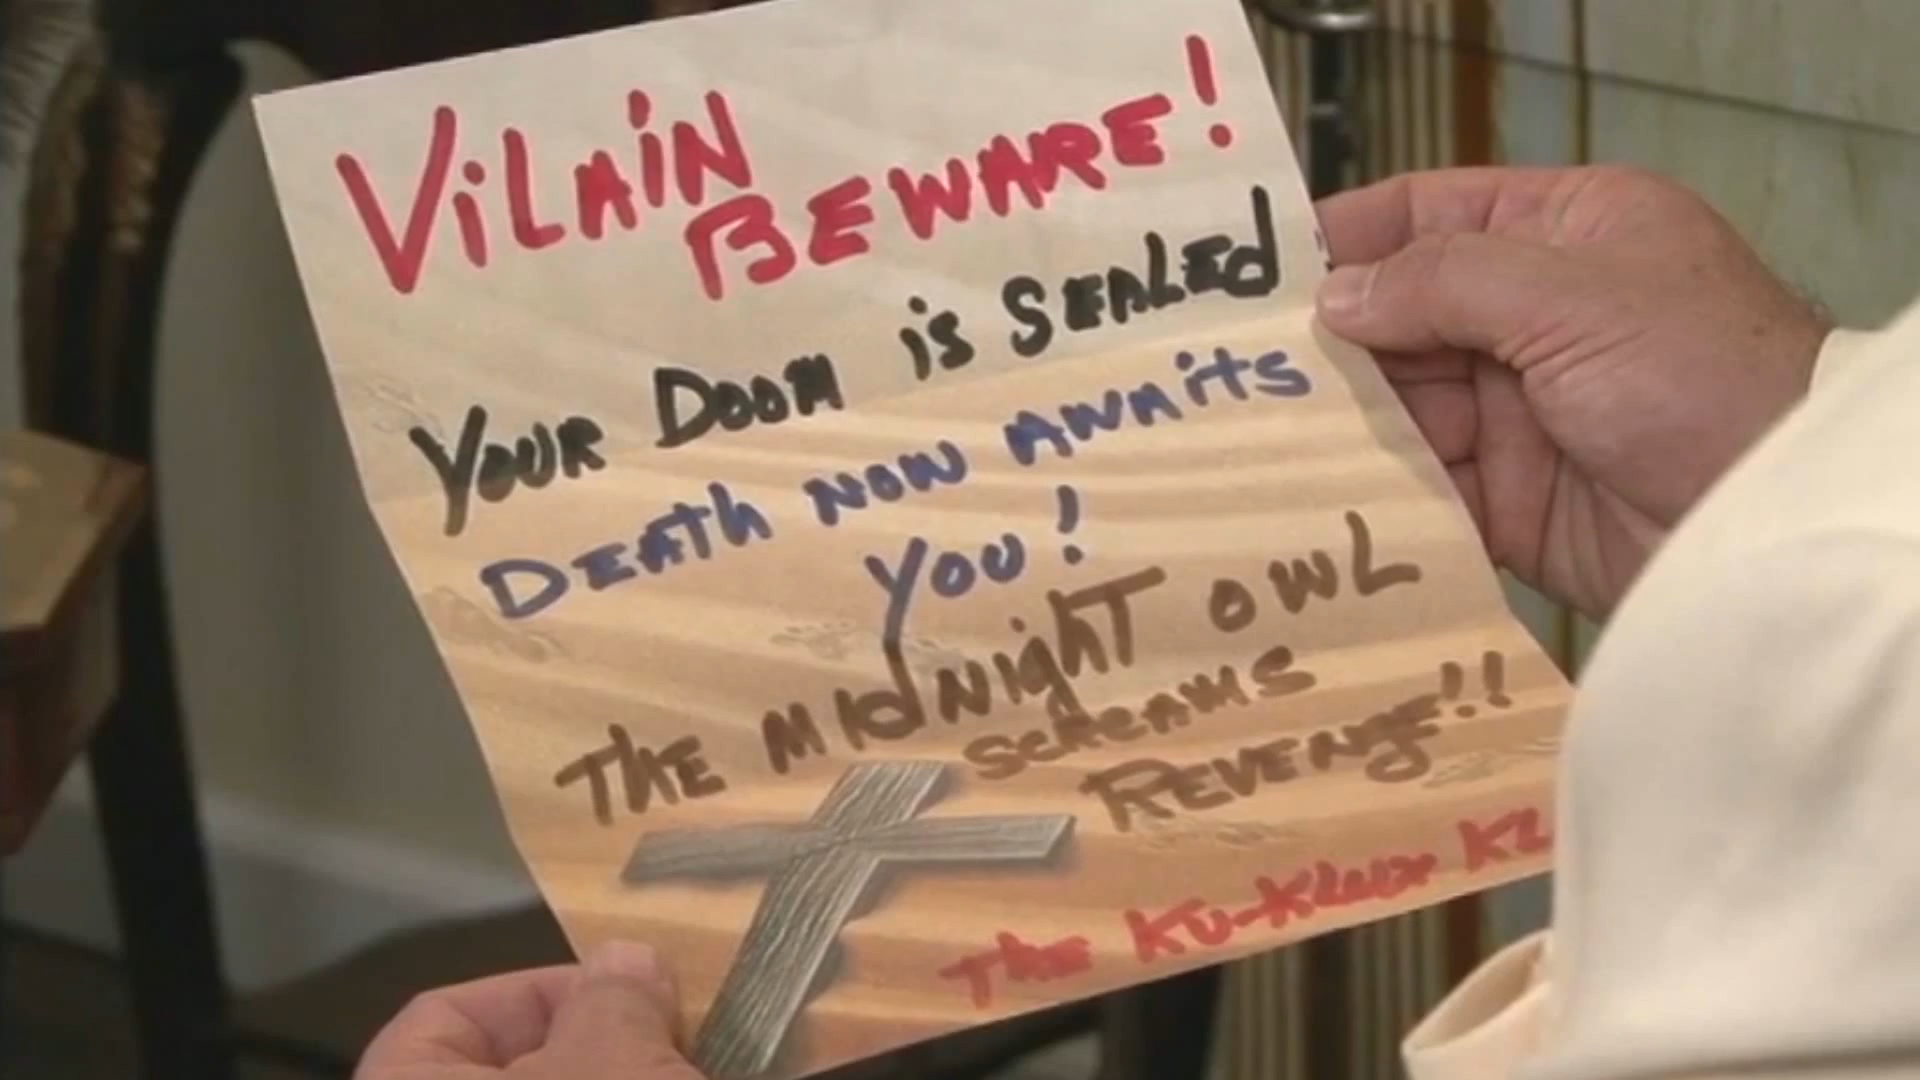 ViLAiN
BEWARE!
YOUR DOOM is SEALEd
DEATh NOW AWAits
YOU!
ThE MIdNighT OWL
SCREAMS
REVENgE!!
ThE KU-KLUX